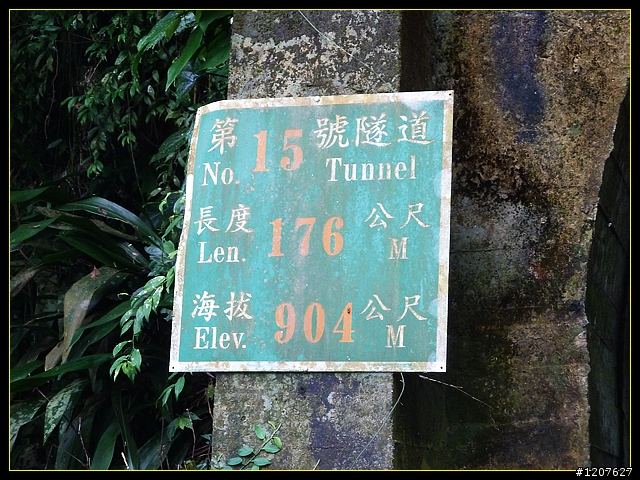 第 15 號隧道
No. Tunnel
長度 176 公尺
Len. M
海拔 904 公尺
Elev. M
#1207627